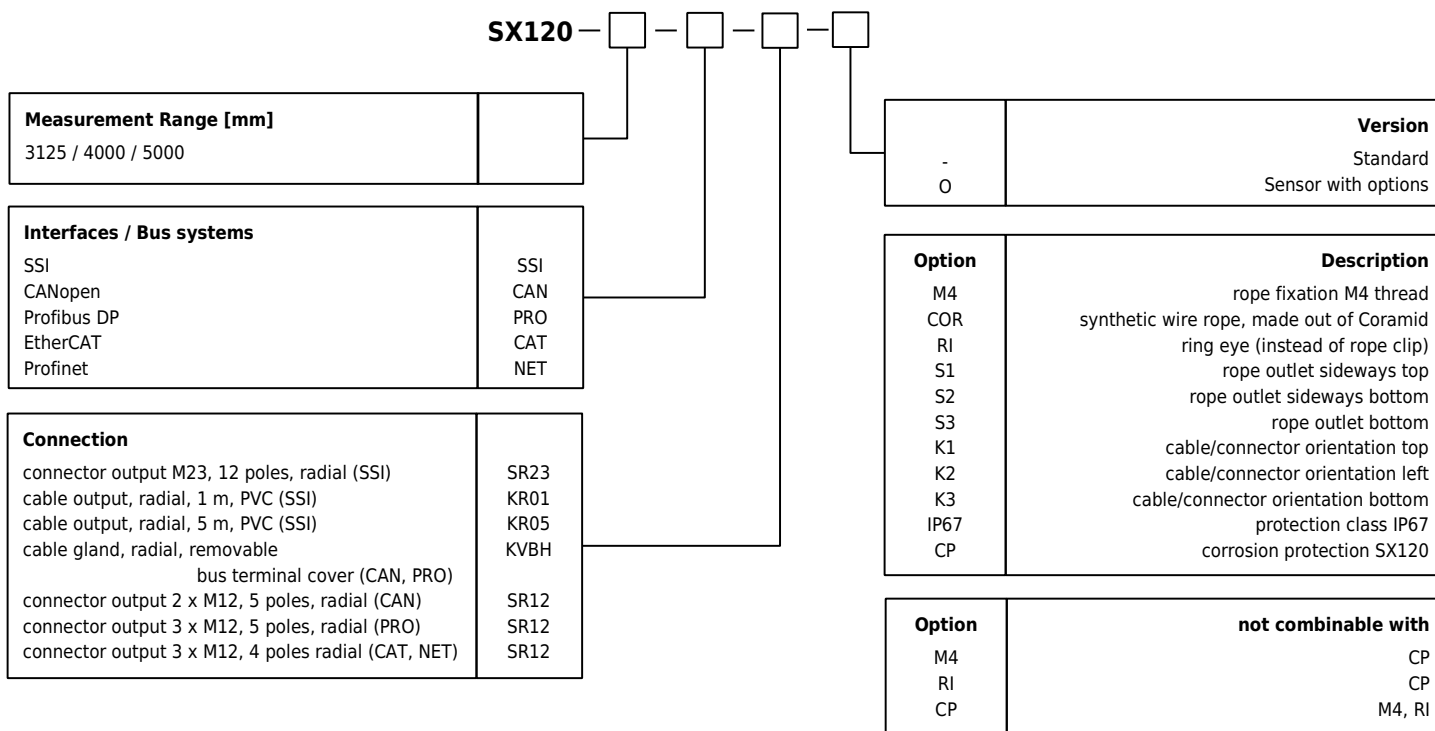 SX120 – – – –
Measurement Range [mm]
3125 / 4000 / 5000
Interfaces / Bus systems
SSI SSI
CANopen CAN
Profibus DP PRO
EtherCAT CAT
Profinet NET
Connection
connector output M23, 12 poles, radial (SSI) SR23
cable output, radial, 1 m, PVC (SSI) KR01
cable output, radial, 5 m, PVC (SSI) KR05
cable gland, radial, removable KVBH
bus terminal cover (CAN, PRO)
connector output 2 x M12, 5 poles, radial (CAN) SR12
connector output 3 x M12, 5 poles, radial (PRO) SR12
connector output 3 x M12, 4 poles radial (CAT, NET) SR12
Version
- Standard
O Sensor with options
Option Description
M4 rope fixation M4 thread
COR synthetic wire rope, made out of Coramid
RI ring eye (instead of rope clip)
S1 rope outlet sideways top
S2 rope outlet sideways bottom
S3 rope outlet bottom
K1 cable/connector orientation top
K2 cable/connector orientation left
K3 cable/connector orientation bottom
IP67 protection class IP67
CP corrosion protection SX120
Option not combinable with
M4 CP
RI CP
CP M4, RI